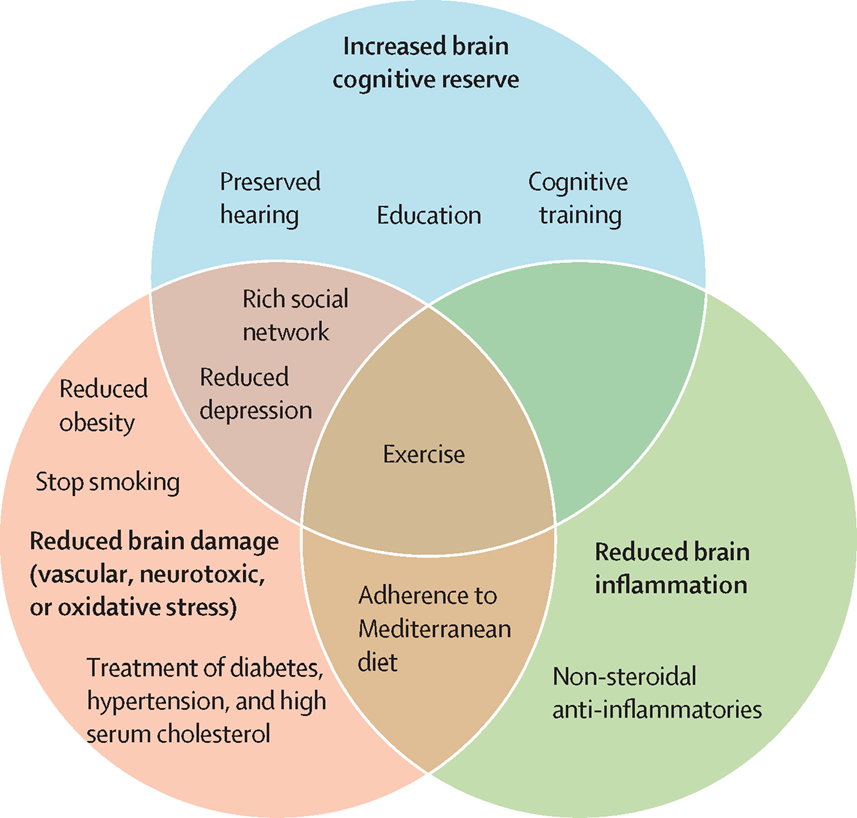 Increased brain
cognitive reserve
Preserved
hearing
Education
Cognitive
training
Rich social
network
Reduced
depression
Reduced
obesity
Stop smoking
Exercise
Reduced brain damage
(vascular, neurotoxic,
or oxidative stress)
Reduced brain
inflammation
Adherence to
Mediterranean
diet
Treatment of diabetes,
hypertension, and high
serum cholesterol
Non-steroidal
anti-inflammatories